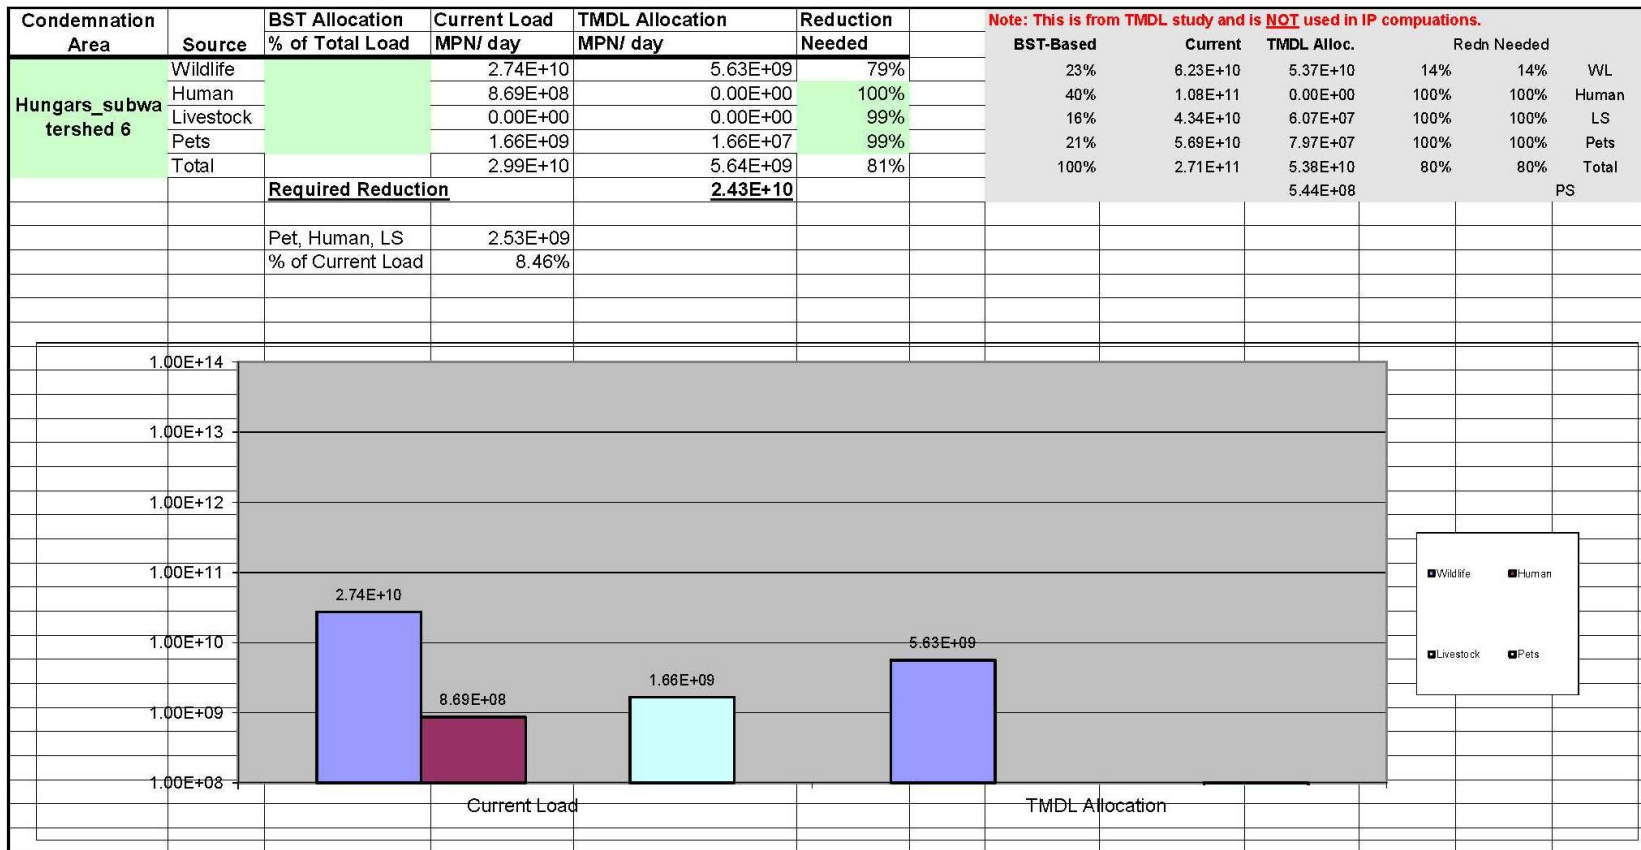 Condemnation BST Allocation Current Load TMDL Allocation Reduction
Area Source % of Total Load MPN/ day MPN/ day Needed
Wildlife 2.74E+10 5.63E+09 79%
Human 8.69E+08 0.00E+00 100%
Hungars_subwa
tershed 6
Livestock 0.00E+00 0.00E+00 99%
Pets 1.66E+09 1.66E+07 99%
Total 2.99E+10 5.64E+09 81%
Required Reduction 2.43E+10
Pet, Human, LS 2.53E+09
% of Current Load 8.46%
Note: This is from TMDL study and is NOT used in IP compuations.
BST-Based Current TMDL Alloc. Redn Needed
23% 6.23E+10 5.37E+10 14% 14% WL
40% 1.08E+11 0.00E+00 100% 100% Human
16% 4.34E+10 6.07E+07 100% 100% LS
21% 5.69E+10 7.97E+07 100% 100% Pets
100% 2.71E+11 5.38E+10 80% 80% Total
5.44E+08 PS
1.00E+14
1.00E+13
1.00E+12
1.00E+11
1.00E+10
1.00E+09
1.00E+08
2.74E+10
8.69E+08
1.66E+09
5.63E+09
Current Load TMDL Allocation
Wildlife Human
Livestock Pets